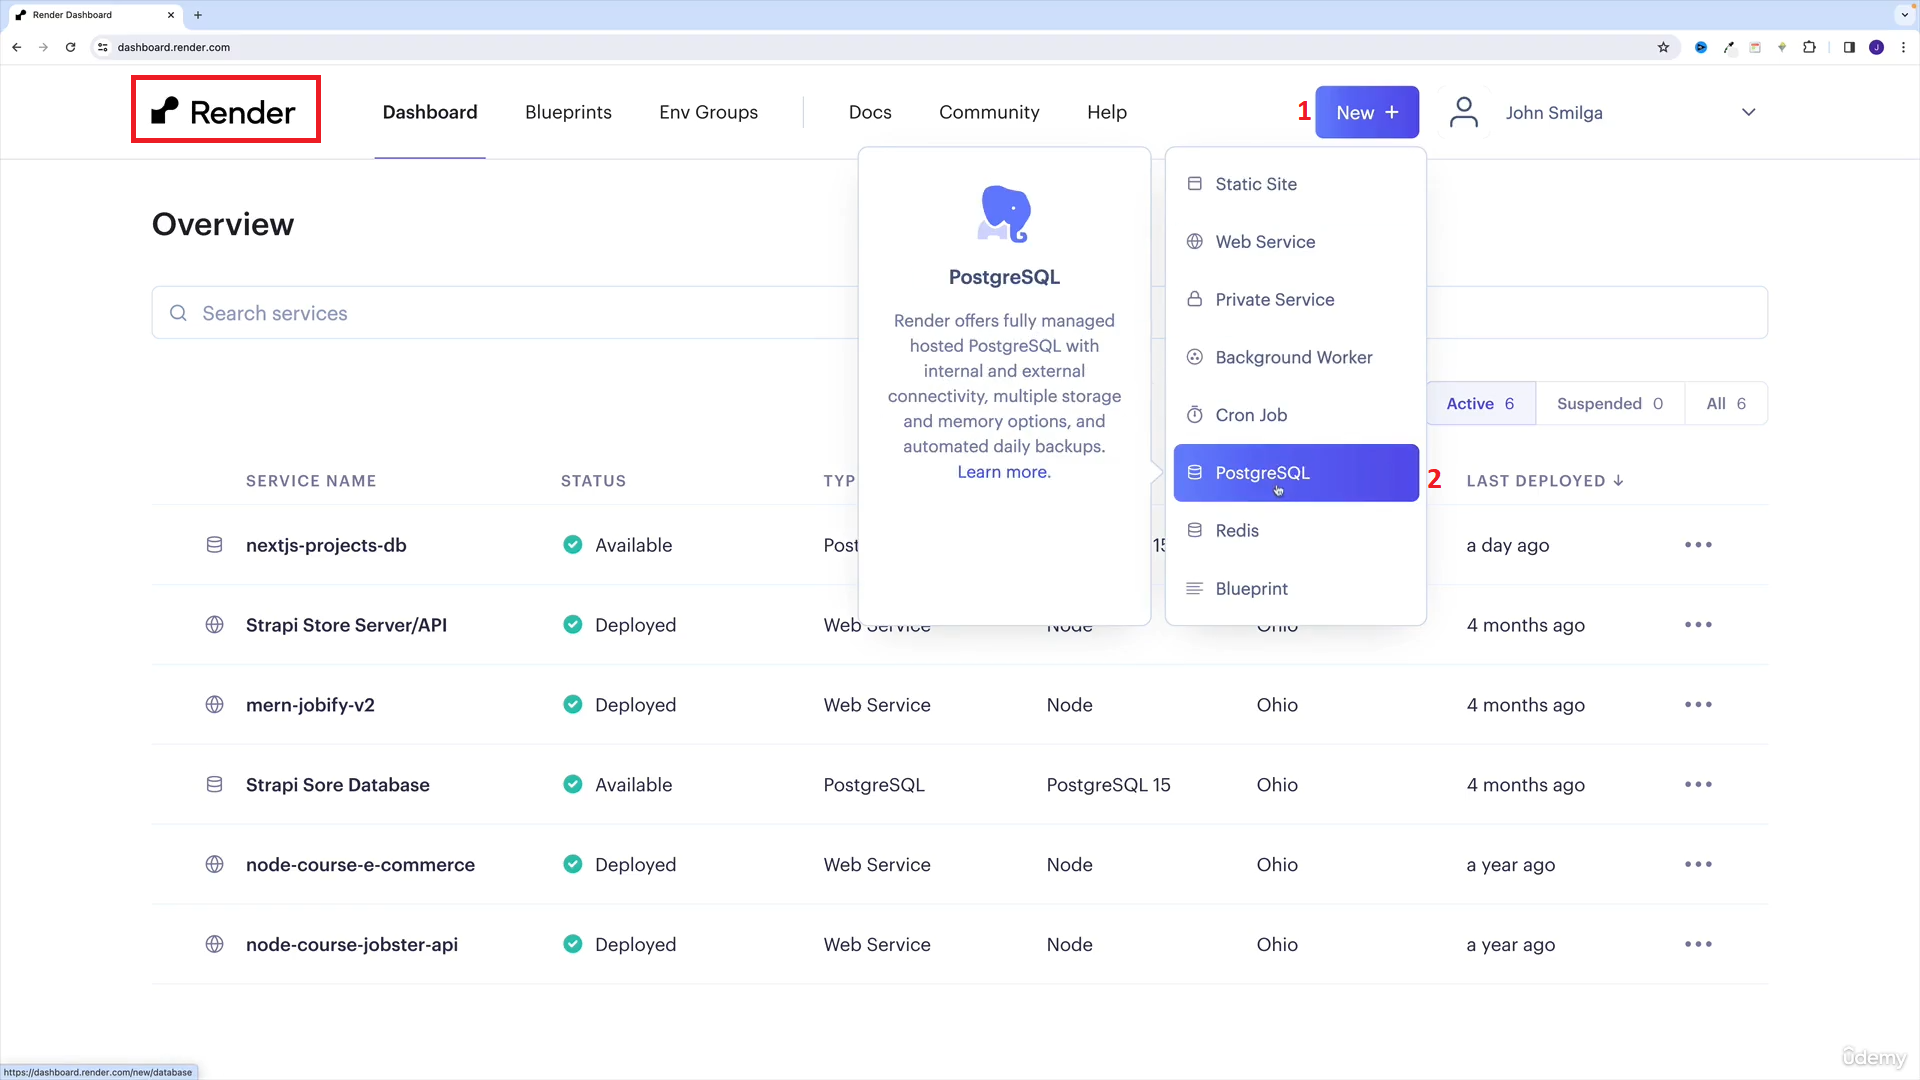 Render Dashboard
dashboard.render.com
J
Render
Dashboard
Blueprints
Env Groups
Docs
Community
Help
1
New +
John Smilga
Static Site
Web Service
Private Service
Background Worker
Cron Job
PostgreSQL
2
Redis
Blueprint
PostgreSQL
Render offers fully managed
hosted PostgreSQL with
internal and external
connectivity, multiple storage
and memory options, and
automated daily backups.
Learn more.
Overview
Search services
Active 6
Suspended 0
All 6
SERVICE NAME STATUS TYP LAST DEPLOYED ↓
nextjs-projects-db Available Post 15 a day ago
Strapi Store Server/API Deployed Web Service Node Ohio 4 months ago
mern-jobify-v2 Deployed Web Service Node Ohio 4 months ago
Strapi Sore Database Available PostgreSQL PostgreSQL 15 Ohio 4 months ago
node-course-e-commerce Deployed Web Service Node Ohio a year ago
node-course-jobster-api Deployed Web Service Node Ohio a year ago
https://dashboard.render.com/new/database
ûdemy